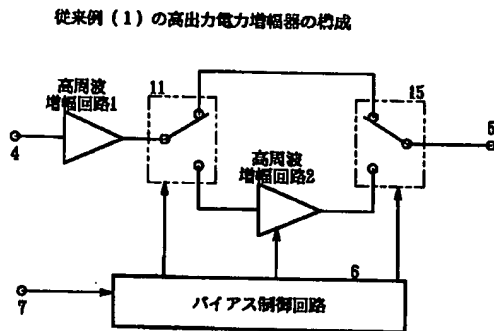 従来例（1）の高出力電力増幅器の構成
高周波
増幅回路1
11
15
4
5
高周波
増幅回路2
6
7
バイアス制御回路